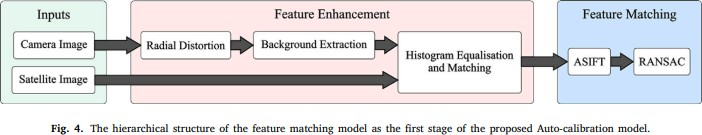 Inputs
Feature Enhancement
Feature Matching
Camera Image
Radial Distortion
Background Extraction
Histogram Equalisation
and Matching
ASIFT
RANSAC
Satellite Image
Fig. 4. The hierarchical structure of the feature matching model as the first stage of the proposed Auto-calibration model.